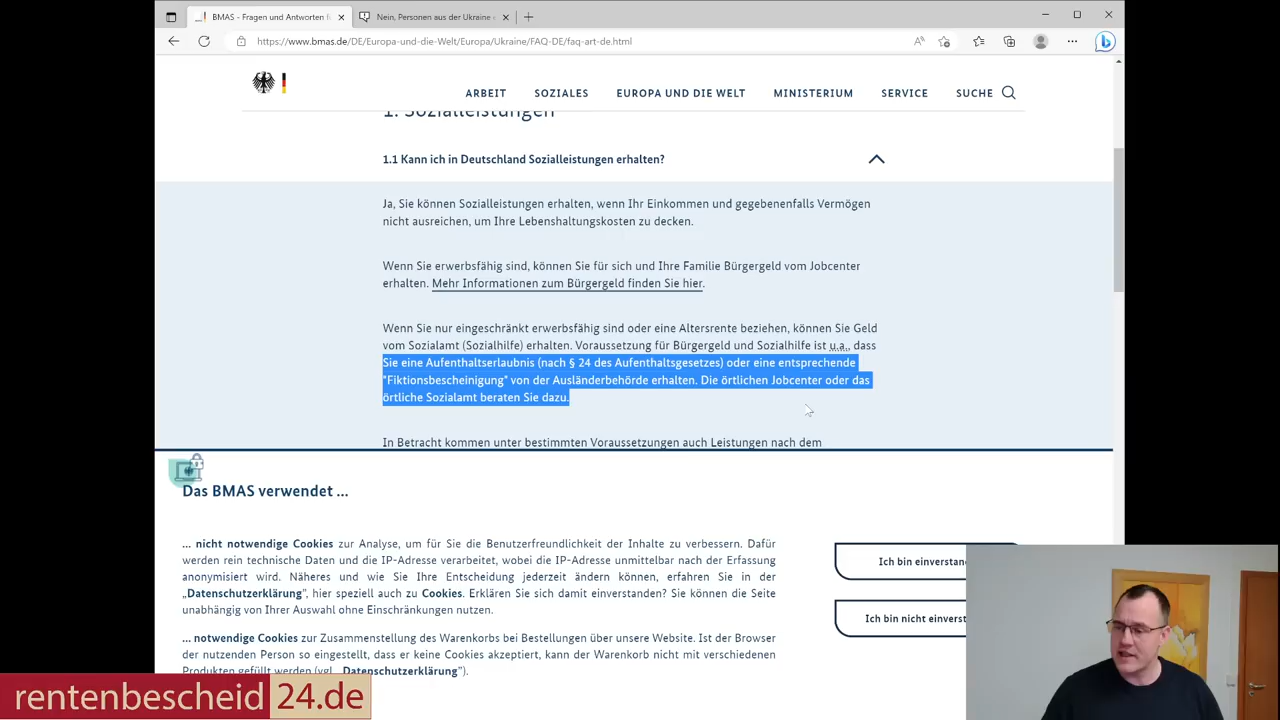 BMAS - Fragen und Antworten f
Nein, Personen aus der Ukraine
https://www.bmas.de/DE/Europa-und-die-Welt/Europa/Ukraine/FAQ-DE/faq-art-de.html
ARBEIT SOZIALES EUROPA UND DIE WELT MINISTERIUM SERVICE SUCHE
1. Sozialleistungen
1.1 Kann ich in Deutschland Sozialleistungen erhalten?
Ja, Sie können Sozialleistungen erhalten, wenn Ihr Einkommen und gegebenenfalls Vermögen
nicht ausreichen, um Ihre Lebenshaltungskosten zu decken.
Wenn Sie erwerbsfähig sind, können Sie für sich und Ihre Familie Bürgergeld vom Jobcenter
erhalten. Mehr Informationen zum Bürgergeld finden Sie hier.
Wenn Sie nur eingeschränkt erwerbsfähig sind oder eine Altersrente beziehen, können Sie Geld
vom Sozialamt (Sozialhilfe) erhalten. Voraussetzung für Bürgergeld und Sozialhilfe ist u.a., dass
Sie eine Aufenthaltserlaubnis (nach § 24 des Aufenthaltsgesetzes) oder eine entsprechende
"Fiktionsbescheinigung" von der Ausländerbehörde erhalten. Die örtlichen Jobcenter oder das
örtliche Sozialamt beraten Sie dazu.
In Betracht kommen unter bestimmten Voraussetzungen auch Leistungen nach dem
Das BMAS verwendet ...
... nicht notwendige Cookies zur Analyse, um für Sie die Benutzerfreundlichkeit der Inhalte zu verbessern. Dafür
werden rein technische Daten und die IP-Adresse verarbeitet, wobei die IP-Adresse unmittelbar nach der Erfassung
anonymisiert wird. Näheres und wie Sie Ihre Entscheidung jederzeit ändern können, erfahren Sie in der
„Datenschutzerklärung", hier speziell auch zu Cookies. Erklären Sie sich damit einverstanden? Sie können die Seite
unabhängig von Ihrer Auswahl ohne Einschränkungen nutzen.
... notwendige Cookies zur Zusammenstellung des Warenkorbs bei Bestellungen über unsere Website. Ist der Browser
der nutzenden Person so eingestellt, dass er keine Cookies akzeptiert, kann der Warenkorb nicht mit verschiedenen
Produkten gefüllt werden (vgl. „Datenschutzerklärung").
Ich bin einverstan
Ich bin nicht einverst
rentenbescheid24.de